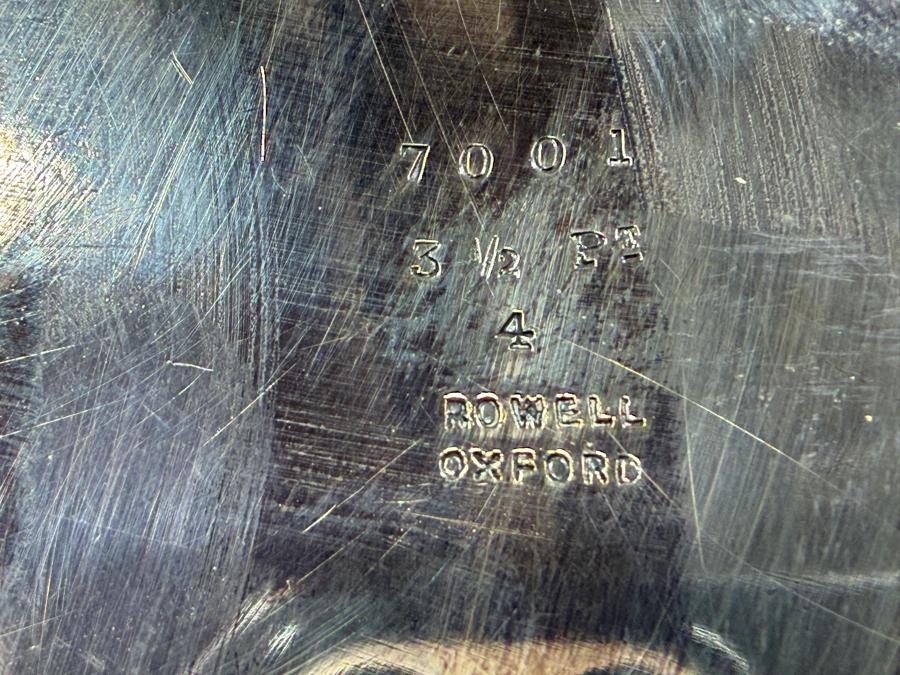 7001
3 ½ PT
4
ROWELL
OXFORD